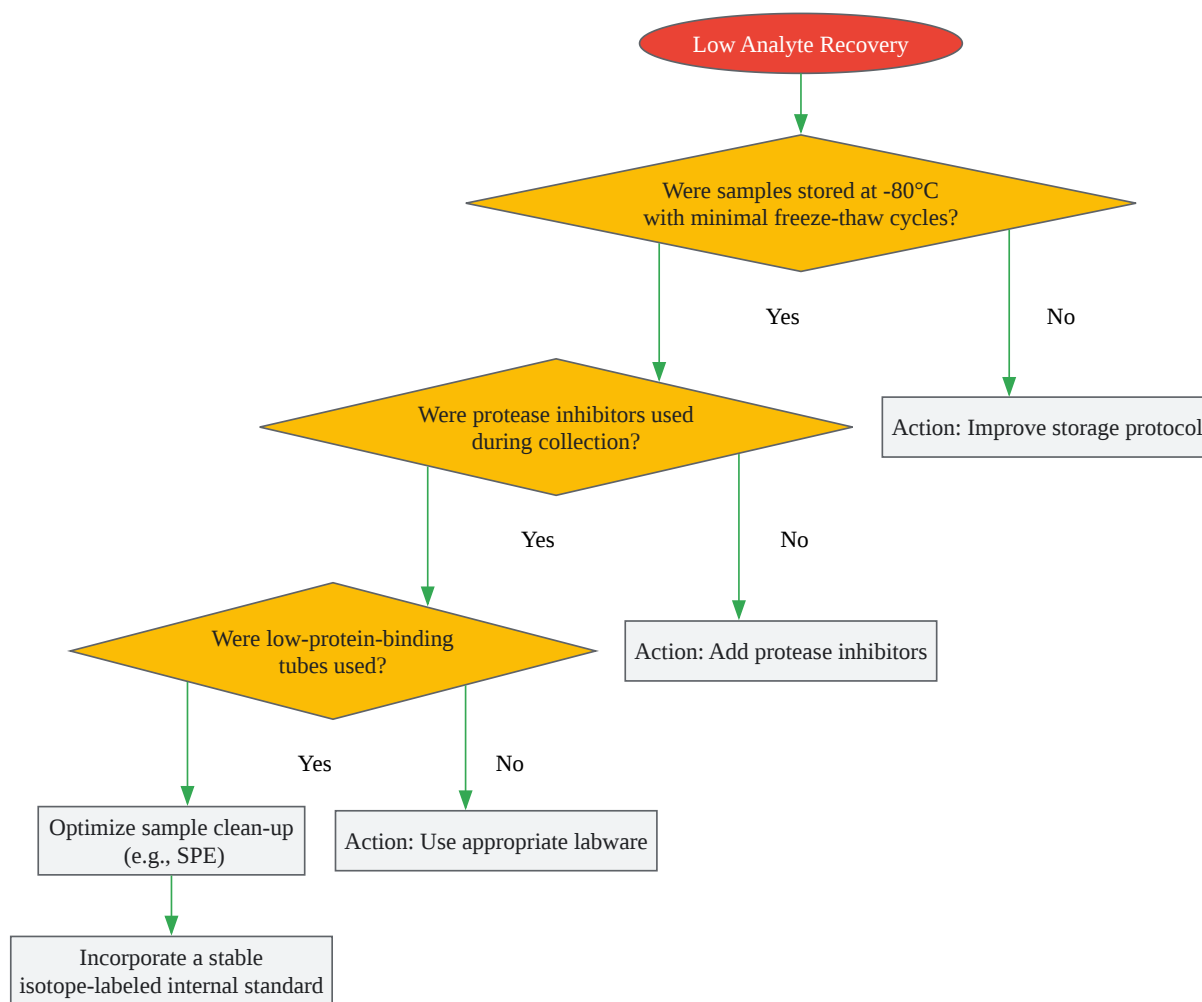 Low Analyte Recovery
Were samples stored at -80°C
with minimal freeze-thaw cycles?
Yes
No
Were protease inhibitors used
during collection?
Action: Improve storage protocol
Yes
No
Were low-protein-binding
tubes used?
Action: Add protease inhibitors
Yes
No
Optimize sample clean-up
(e.g., SPE)
Action: Use appropriate labware
Incorporate a stable
isotope-labeled internal standard